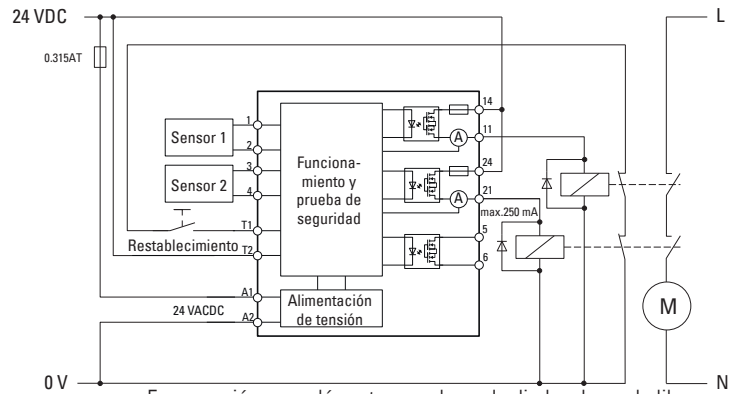 24 VDC
L
0.315AT
14
Sensor 1
1
2
11
A
Sensor 2
3
4
Funciona-
miento y
prueba de
seguridad
24
21
A
max.250 mA
T1
Restablecimiento
T2
5
6
A1
24 VACDC
A2
Alimentación
de tensión
M
0 V
N